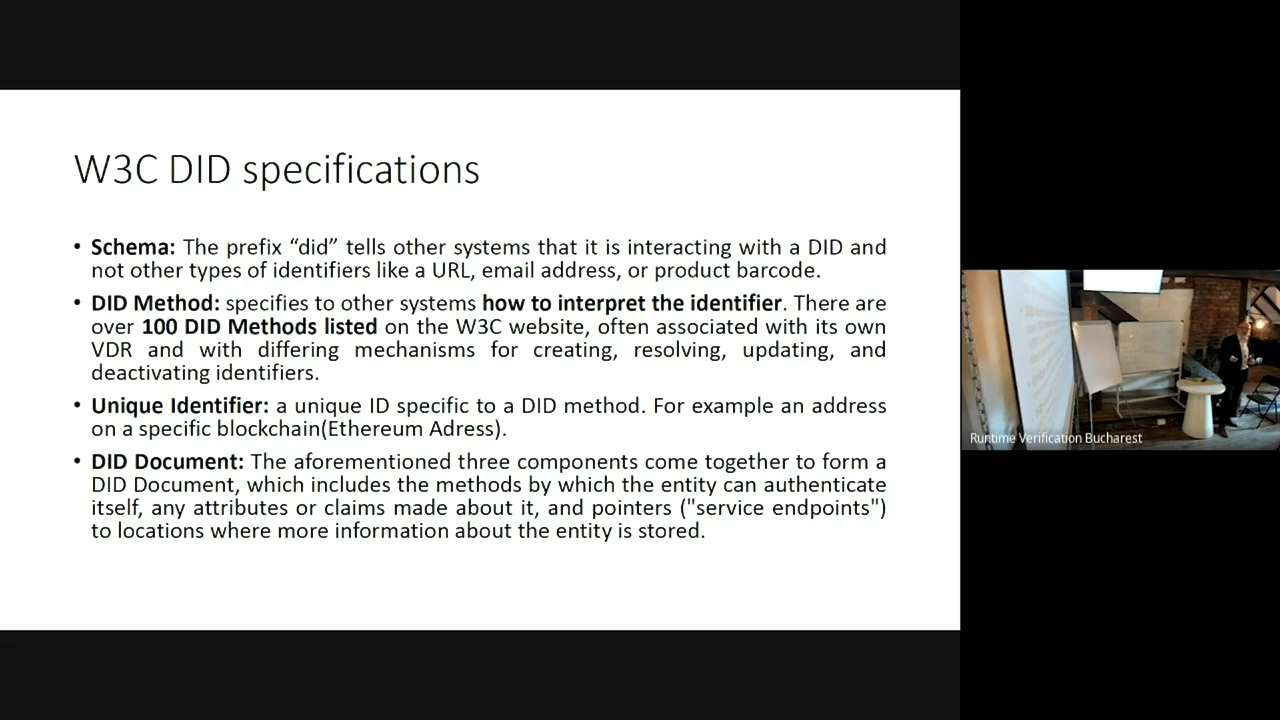 W3C DID specifications
• Schema: The prefix “did” tells other systems that it is interacting with a DID and
not other types of identifiers like a URL, email address, or product barcode.
• DID Method: specifies to other systems how to interpret the identifier. There are
over 100 DID Methods listed on the W3C website, often associated with its own
VDR and with differing mechanisms for creating, resolving, updating, and
deactivating identifiers.
• Unique Identifier: a unique ID specific to a DID method. For example an address
on a specific blockchain(Ethereum Adress).
• DID Document: The aforementioned three components come together to form a
DID Document, which includes the methods by which the entity can authenticate
itself, any attributes or claims made about it, and pointers ("service endpoints")
to locations where more information about the entity is stored.
Runtime Verification Bucharest